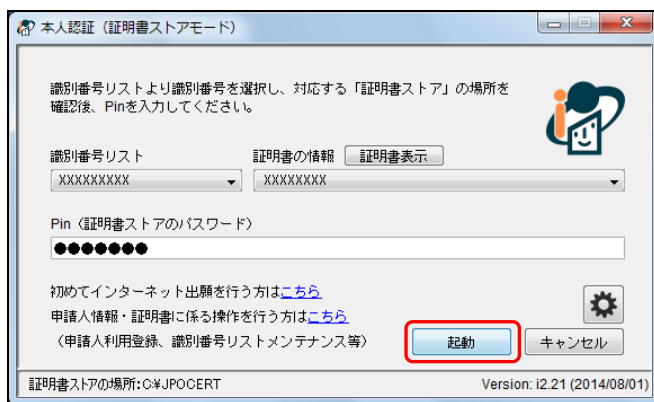 本人認証（証明書ストアモード）
識別番号リストより識別番号を選択し、対応する「証明書ストア」の場所を
確認後、Pinを入力してください。
識別番号リスト 証明書の情報 証明書表示
XXXXXXXXX XXXXXXXX
Pin（証明書ストアのパスワード）
●●●●●●●
初めてインターネット出願を行う方はこちら
申請人情報・証明書に係る操作を行う方はこちら
（申請人利用登録、識別番号リストメンテナンス等） 起動 キャンセル
証明書ストアの場所:C:¥JPOCERT Version: i2.21 (2014/08/01)